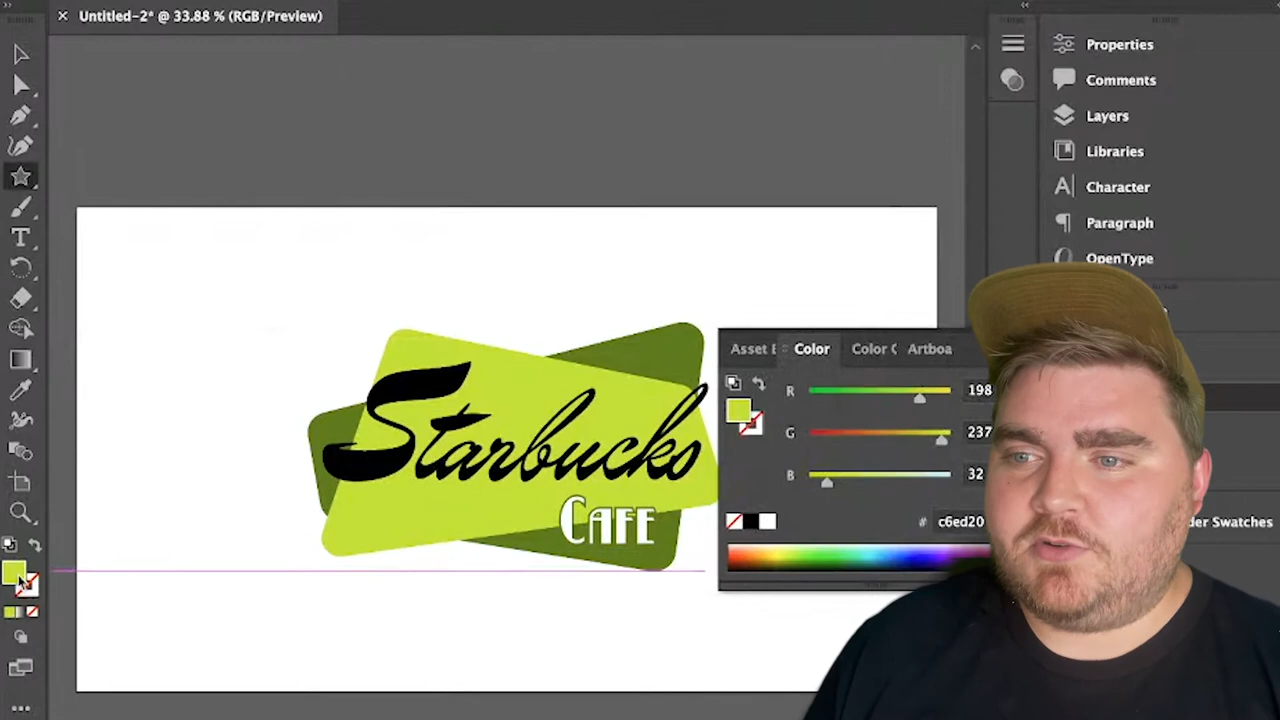 Untitled-2* @ 33.88 % (RGB/Preview)
Properties
Comments
Layers
Libraries
Character
Paragraph
OpenType
Asset E
Color
Color C
Artboa
R 198
G 237
B 32
# c6ed20
der Swatches
Starbucks
CAFE